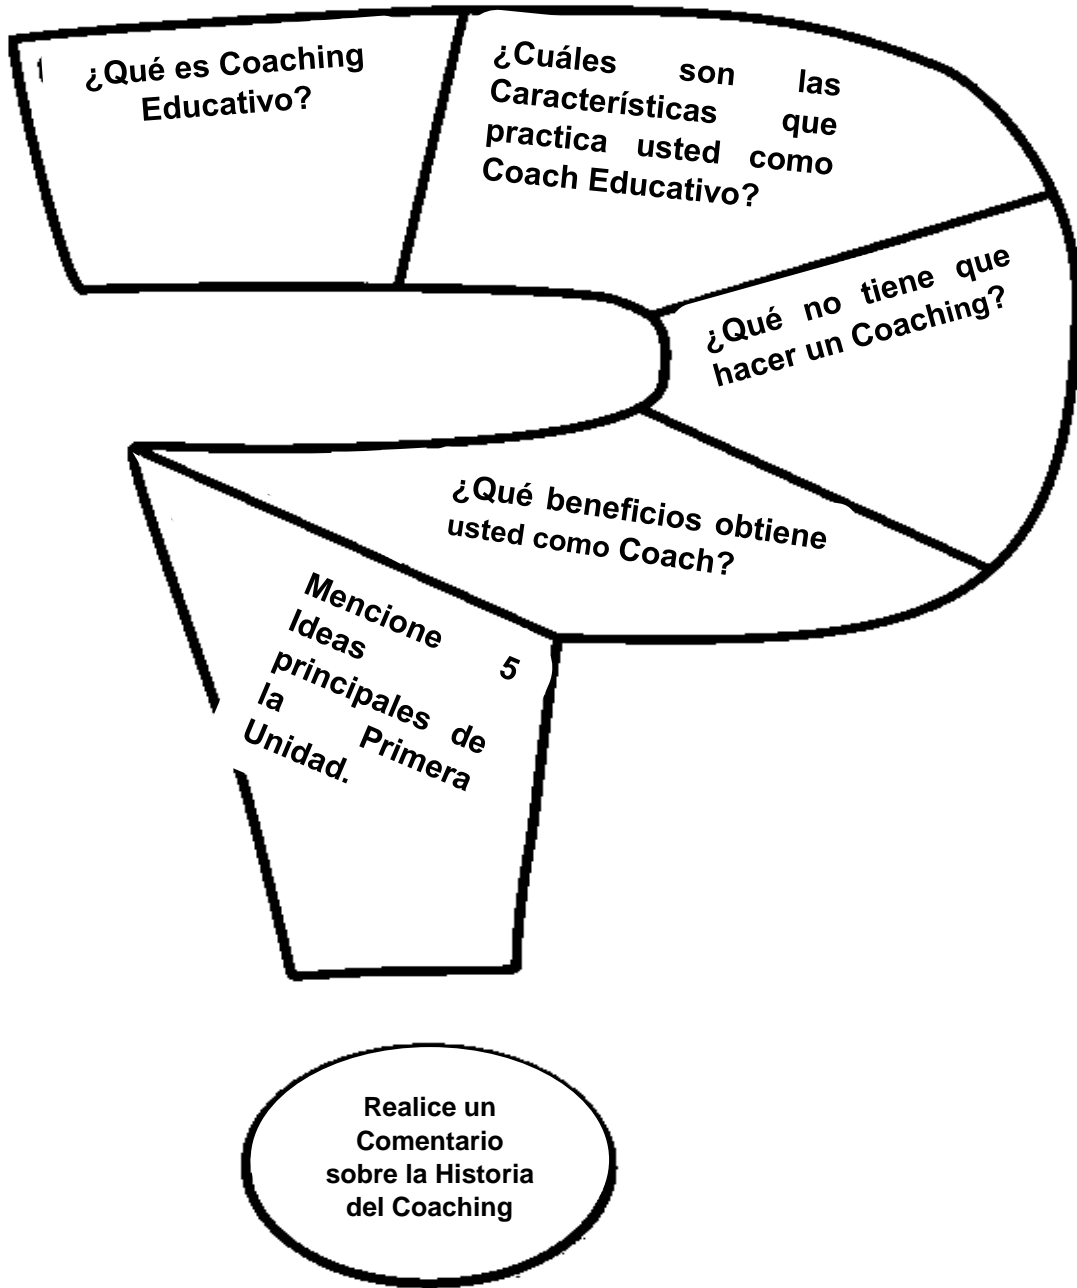 ¿Qué es Coaching
Educativo?
¿Cuáles son las
Características que
practica usted como
Coach Educativo?
¿Qué no tiene que
hacer un Coaching?
¿Qué beneficios obtiene
usted como Coach?
Mencione 5
Ideas
principales de
la Primera
Unidad.
Realice un
Comentario
sobre la Historia
del Coaching